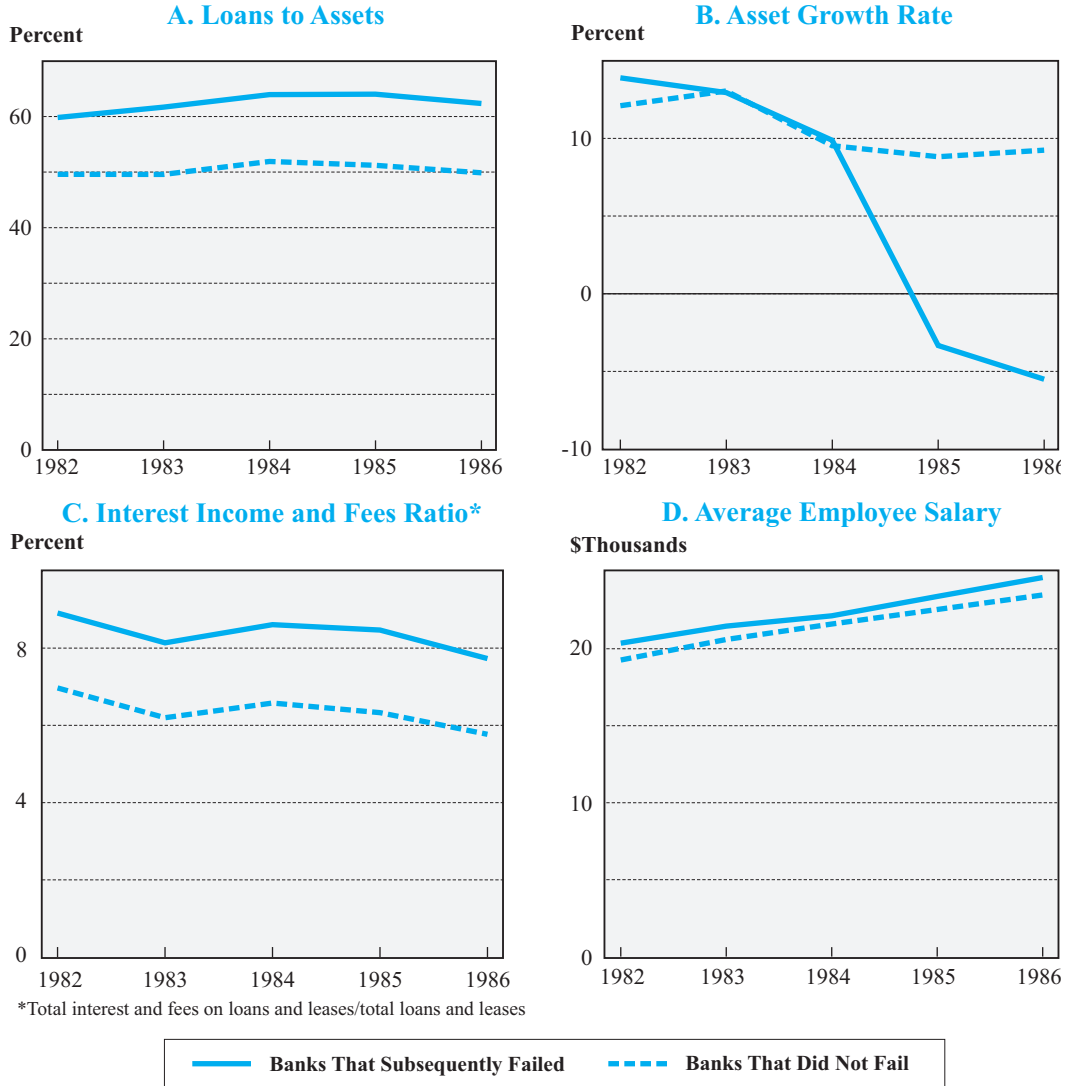 A. Loans to Assets
Percent
60
40
20
0
1982 1983 1984 1985 1986
B. Asset Growth Rate
Percent
10
0
-10
1982 1983 1984 1985 1986
C. Interest Income and Fees Ratio*
Percent
8
4
0
1982 1983 1984 1985 1986
*Total interest and fees on loans and leases/total loans and leases
D. Average Employee Salary
$Thousands
20
10
0
1982 1983 1984 1985 1986
Banks That Subsequently Failed Banks That Did Not Fail